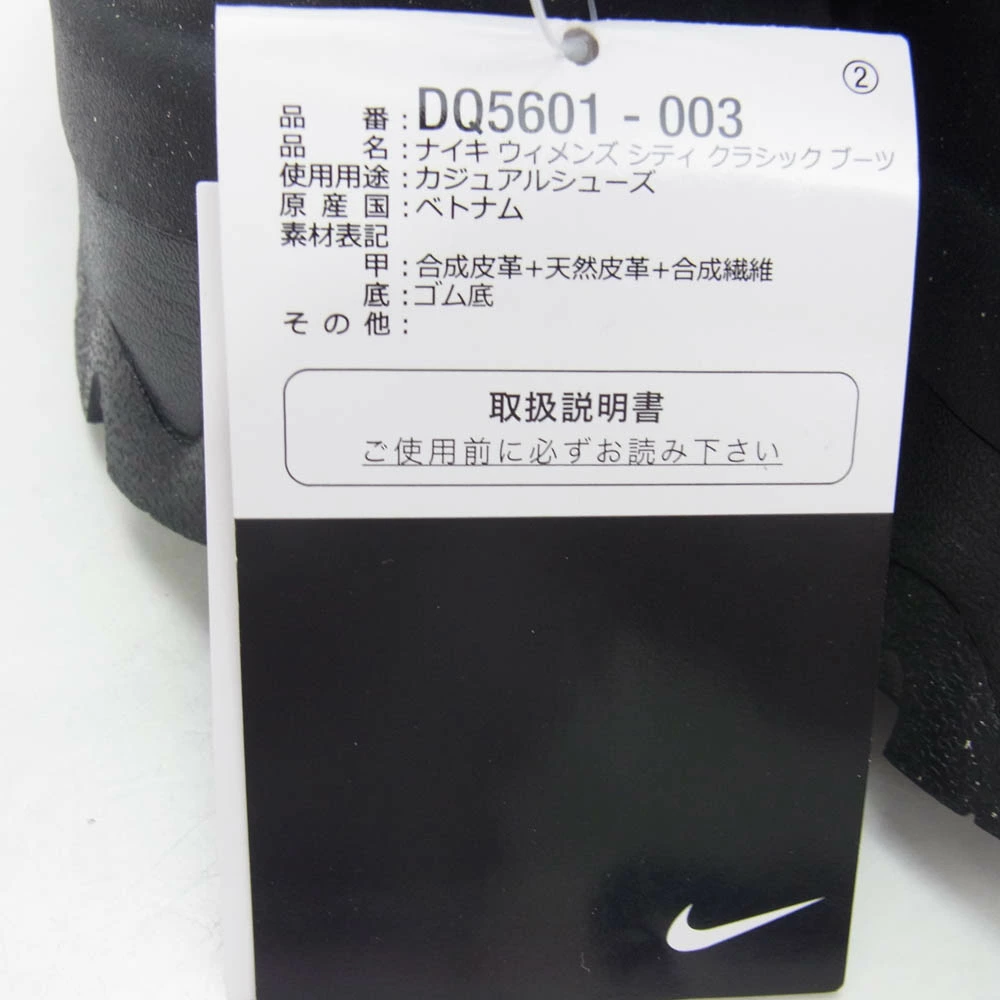 ②
品番:DQ5601 - 003
品名:ナイキ ウィメンズ シティ クラシック ブーツ
使用用途:カジュアルシューズ
原産国:ベトナム
素材表記
甲:合成皮革+天然皮革+合成繊維
底:ゴム底
その他:
取扱説明書
ご使用前に必ずお読み下さい